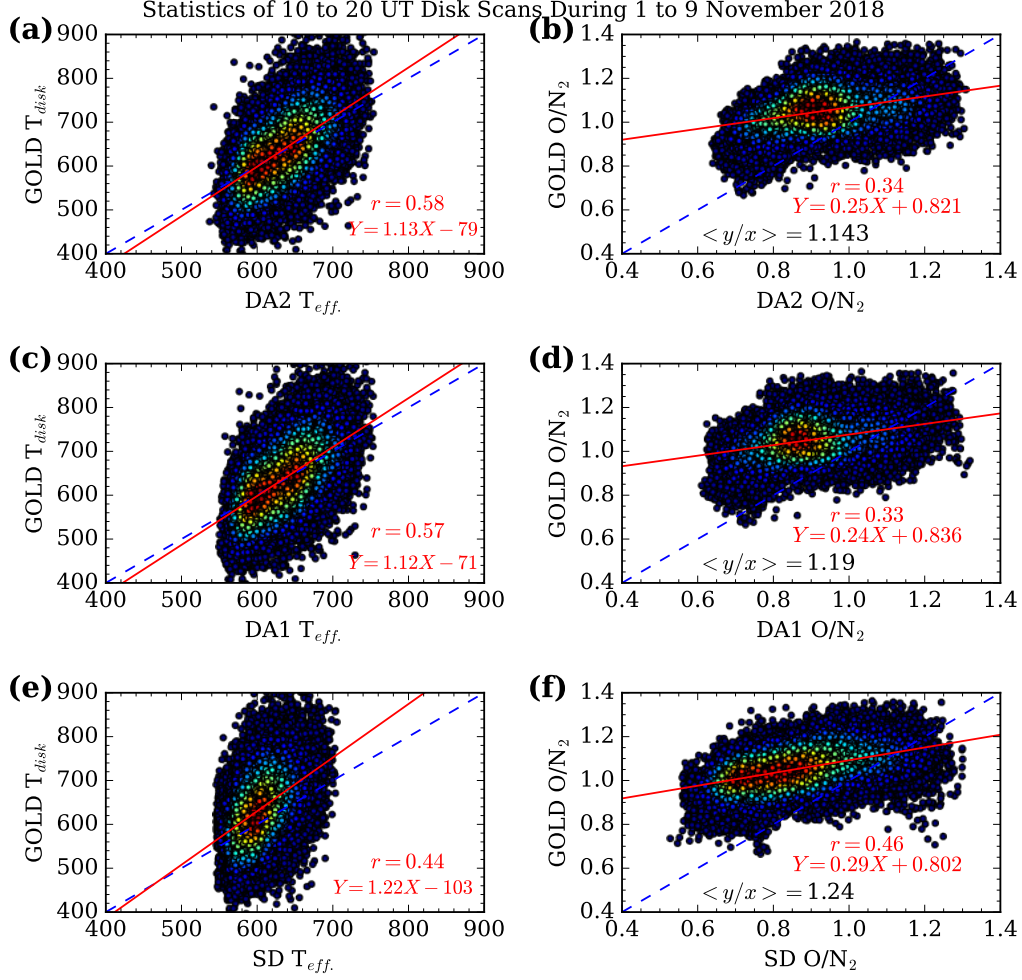 Statistics of 10 to 20 UT Disk Scans During 1 to 9 November 2018
(a)
900
800
700
600
500
400
GOLD T_disk
r = 0.58
Y = 1.13X − 79
400 500 600 700 800 900
DA2 T_eff.
(b)
1.4
1.2
1.0
0.8
0.6
0.4
GOLD O/N₂
r = 0.34
Y = 0.25X + 0.821
< y/x > = 1.143
0.4 0.6 0.8 1.0 1.2 1.4
DA2 O/N₂
(c)
900
800
700
600
500
400
GOLD T_disk
r = 0.57
Y = 1.12X − 71
400 500 600 700 800 900
DA1 T_eff.
(d)
1.4
1.2
1.0
0.8
0.6
0.4
GOLD O/N₂
r = 0.33
Y = 0.24X + 0.836
< y/x > = 1.19
0.4 0.6 0.8 1.0 1.2 1.4
DA1 O/N₂
(e)
900
800
700
600
500
400
GOLD T_disk
r = 0.44
Y = 1.22X − 103
400 500 600 700 800 900
SD T_eff.
(f)
1.4
1.2
1.0
0.8
0.6
0.4
GOLD O/N₂
r = 0.46
Y = 0.29X + 0.802
< y/x > = 1.24
0.4 0.6 0.8 1.0 1.2 1.4
SD O/N₂